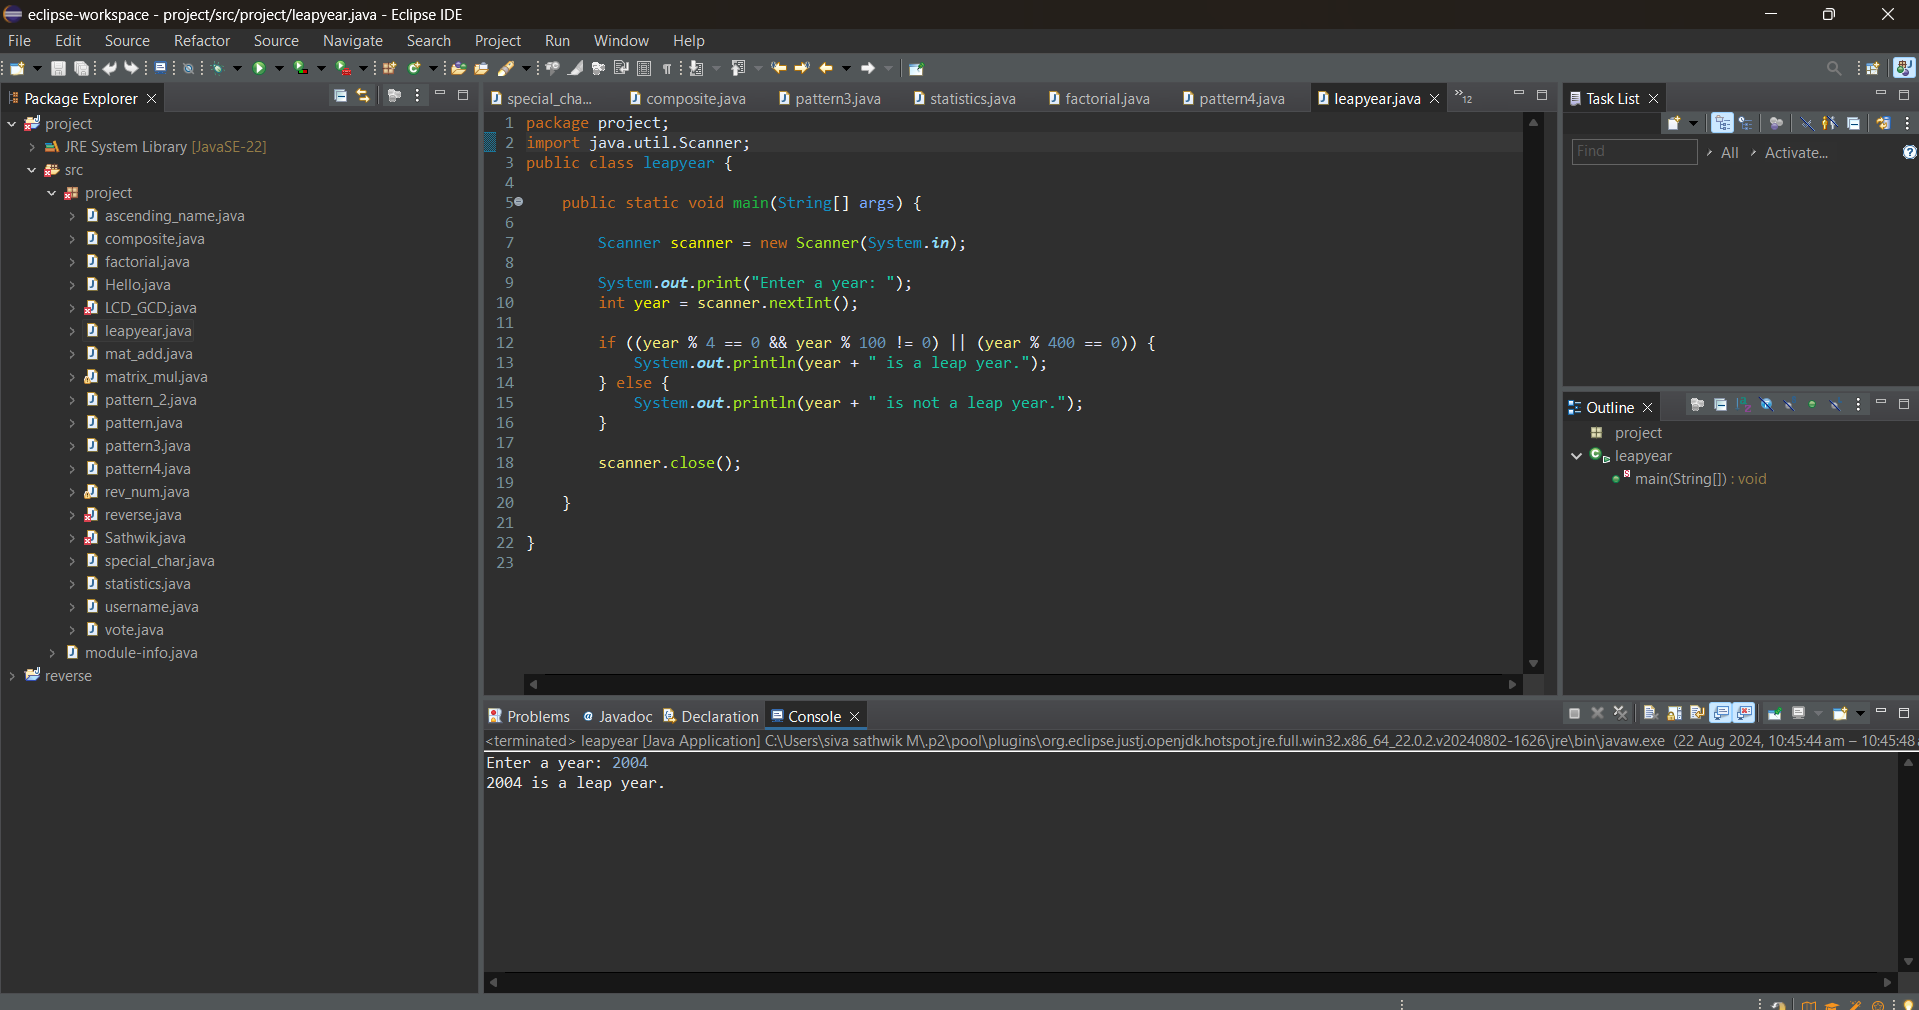 eclipse-workspace - project/src/project/leapyear.java - Eclipse IDE
File Edit Source Refactor Source Navigate Search Project Run Window Help
Package Explorer
project
JRE System Library [JavaSE-22]
src
project
ascending_name.java
composite.java
factorial.java
Hello.java
LCD_GCD.java
leapyear.java
mat_add.java
matrix_mul.java
pattern_2.java
pattern.java
pattern3.java
pattern4.java
rev_num.java
reverse.java
Sathwik.java
special_char.java
statistics.java
username.java
vote.java
module-info.java
reverse
special_cha... composite.java pattern3.java statistics.java factorial.java pattern4.java leapyear.java »12
1 package project;
2 import java.util.Scanner;
3 public class leapyear {
4
5 public static void main(String[] args) {
6
7 Scanner scanner = new Scanner(System.in);
8
9 System.out.print("Enter a year: ");
10 int year = scanner.nextInt();
11
12 if ((year % 4 == 0 && year % 100 != 0) || (year % 400 == 0)) {
13 System.out.println(year + " is a leap year.");
14 } else {
15 System.out.println(year + " is not a leap year.");
16 }
17
18 scanner.close();
19
20 }
21
22 }
23
Task List
Find All Activate...
Outline
project
leapyear
main(String[]) : void
Problems Javadoc Declaration Console
<terminated> leapyear [Java Application] C:\Users\siva sathwik M\.p2\pool\plugins\org.eclipse.justj.openjdk.hotspot.jre.full.win32.x86_64_22.0.2.v20240802-1626\jre\bin\javaw.exe (22 Aug 2024, 10:45:44 am – 10:45:48
Enter a year: 2004
2004 is a leap year.